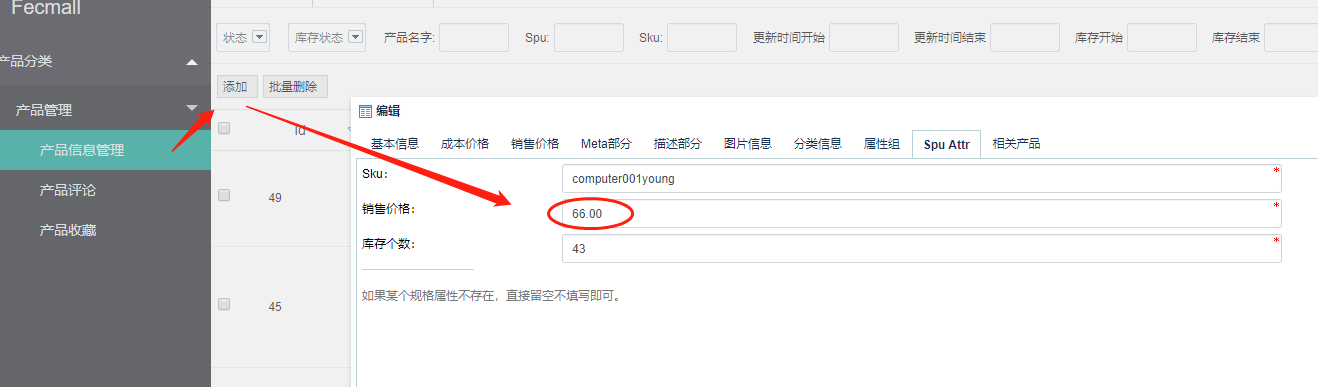 Fecmall
状态 库存状态 产品名字: Spu: Sku: 更新时间开始 更新时间结束 库存开始 库存结束
产品分类
添加 批量删除
产品管理
编辑
Id
基本信息 成本价格 销售价格 Meta部分 描述部分 图片信息 分类信息 属性组 Spu Attr 相关产品
产品信息管理
Sku: computer001young *
产品评论
49
销售价格: 66.00 *
产品收藏
库存个数: 43 *
如果某个规格属性不存在，直接留空不填写即可。
45